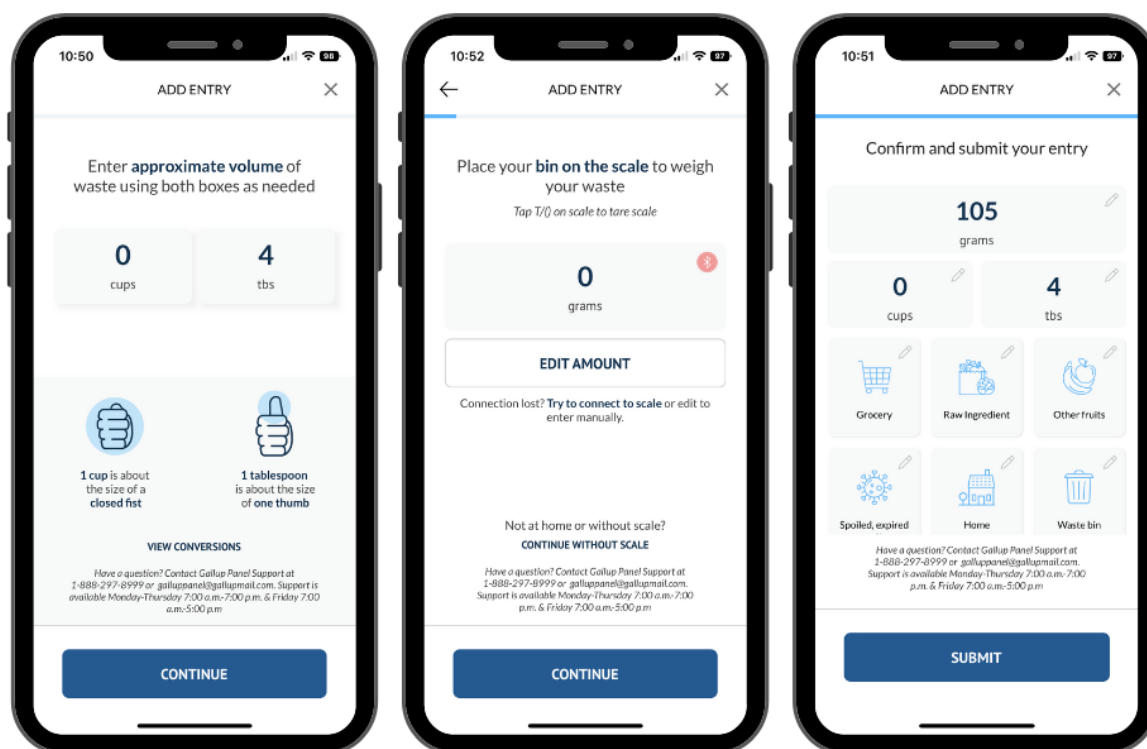 10:50
98
ADD ENTRY
Enter approximate volume of
waste using both boxes as needed
0
cups
4
tbs
1 cup is about
the size of a
closed fist
1 tablespoon
is about the size
of one thumb
VIEW CONVERSIONS
Have a question? Contact Gallup Panel Support at
1-888-297-8999 or galluppanel@gallupmail.com. Support is
available Monday-Thursday 7:00 a.m.-7:00 p.m. & Friday 7:00
a.m.-5:00 p.m
CONTINUE
10:52
97
ADD ENTRY
Place your bin on the scale to weigh
your waste
Tap T/() on scale to tare scale
0
grams
EDIT AMOUNT
Connection lost? Try to connect to scale or edit to
enter manually.
Not at home or without scale?
CONTINUE WITHOUT SCALE
Have a question? Contact Gallup Panel Support at
1-888-297-8999 or galluppanel@gallupmail.com.
Support is available Monday-Thursday 7:00 a.m.-7:00
p.m. & Friday 7:00 a.m.-5:00 p.m
CONTINUE
10:51
97
ADD ENTRY
Confirm and submit your entry
105
grams
0
cups
4
tbs
Grocery
Raw Ingredient
Other fruits
Spoiled, expired
Home
Waste bin
Have a question? Contact Gallup Panel Support at
1-888-297-8999 or galluppanel@gallupmail.com.
Support is available Monday-Thursday 7:00 a.m.-7:00
p.m. & Friday 7:00 a.m.-5:00 p.m
SUBMIT